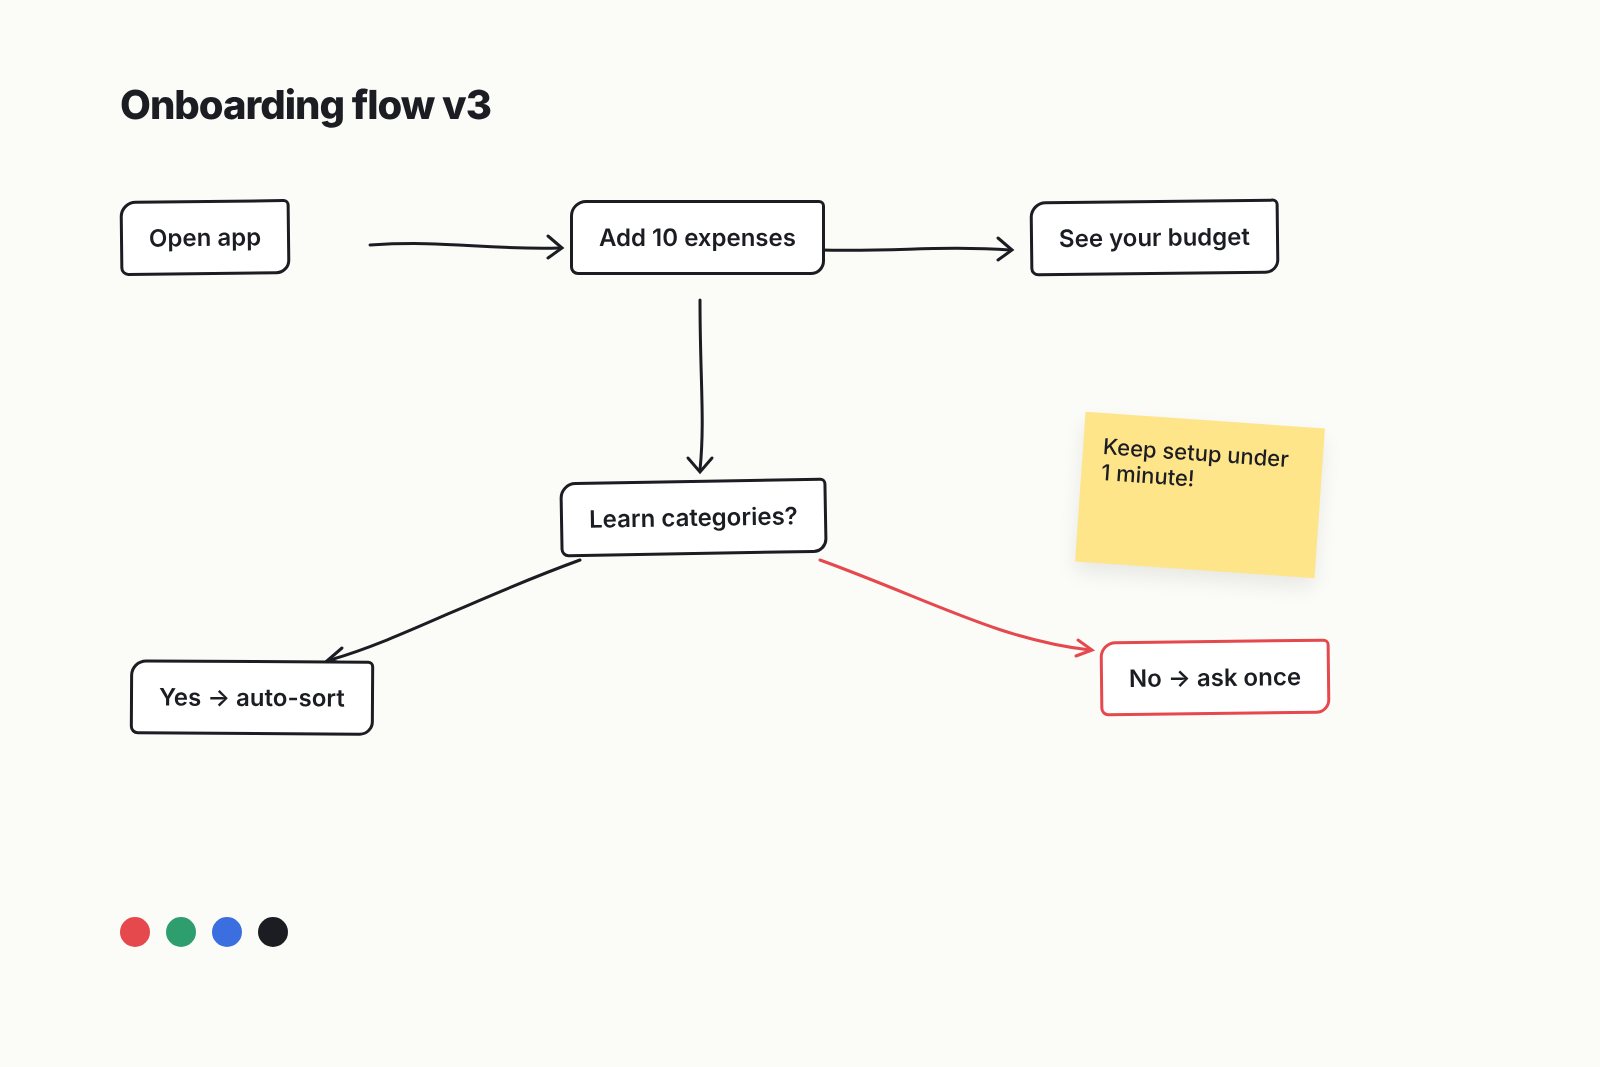 Onboarding flow v3
Open app
Add 10 expenses
See your budget
Keep setup under
1 minute!
Learn categories?
Yes → auto-sort
No → ask once